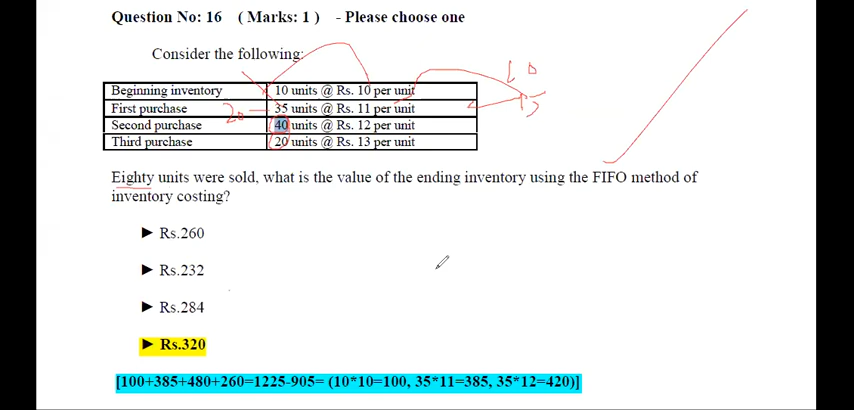 Question No: 16 ( Marks: 1 ) - Please choose one
Consider the following:
Beginning inventory 10 units @ Rs. 10 per unit
First purchase 35 units @ Rs. 11 per unit
Second purchase 40 units @ Rs. 12 per unit
Third purchase 20 units @ Rs. 13 per unit
20
10
Eighty units were sold, what is the value of the ending inventory using the FIFO method of
inventory costing?
► Rs.260
► Rs.232
► Rs.284
► Rs.320
[100+385+480+260=1225-905= (10*10=100, 35*11=385, 35*12=420)]